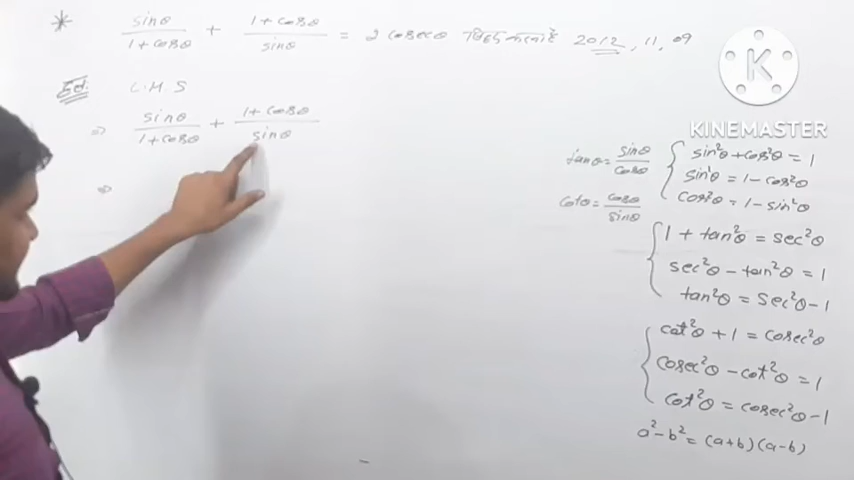 * sinθ/1+cosθ + 1+cosθ/sinθ = 2 cosecθ सिद्ध करना है 2012, 11, 09
हल: L.H.S
⇒ sinθ/1+cosθ + 1+cosθ/sinθ
⇒
K
KINEMASTER
tanθ = sinθ/cosθ
cotθ = cosθ/sinθ
sin²θ + cos²θ = 1
sin²θ = 1 - cos²θ
cos²θ = 1 - sin²θ
1 + tan²θ = sec²θ
sec²θ - tan²θ = 1
tan²θ = sec²θ - 1
cot²θ + 1 = cosec²θ
cosec²θ - cot²θ = 1
cot²θ = cosec²θ - 1
a² - b² = (a+b)(a-b)